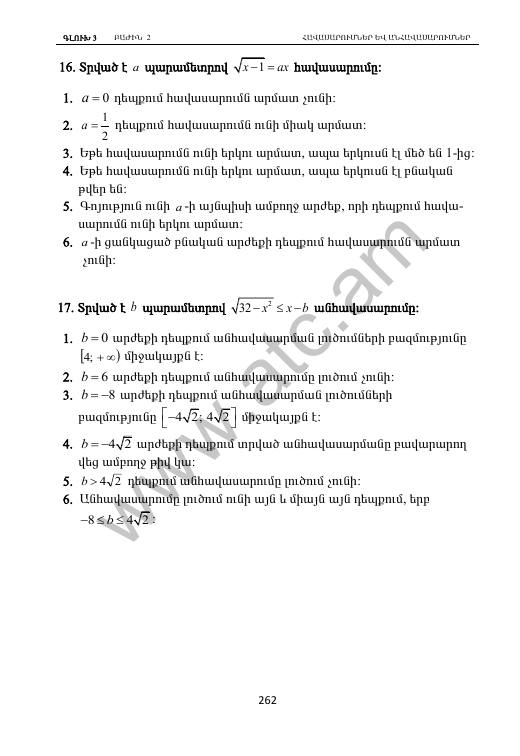 ԳԼՈՒԽ 3 ԲԱԺԻՆ 2 ՀԱՎԱՍԱՐՈՒՄՆԵՐ ԵՎ ԱՆՀԱՎԱՍԱՐՈՒՄՆԵՐ
16. Տրված է a պարամետրով √(x−1) = ax հավասարումը:
1. a = 0 դեպքում հավասարումն արմատ չունի:
2. a = 1/2 դեպքում հավասարումն ունի միակ արմատ:
3. Եթե հավասարումն ունի երկու արմատ, ապա երկուսն էլ մեծ են 1-ից:
4. Եթե հավասարումն ունի երկու արմատ, ապա երկուսն էլ բնական
թվեր են:
5. Գոյություն ունի a-ի այնպիսի ամբողջ արժեք, որի դեպքում հավա-
սարումն ունի երկու արմատ:
6. a-ի ցանկացած բնական արժեքի դեպքում հավասարումն արմատ
չունի:
17. Տրված է b պարամետրով √(32 − x²) ≤ x − b անհավասարումը:
1. b = 0 արժեքի դեպքում անհավասարման լուծումների բազմությունը
[4; +∞) միջակայքն է:
2. b = 6 արժեքի դեպքում անհավասարումը լուծում չունի:
3. b = −8 արժեքի դեպքում անհավասարման լուծումների
բազմությունը [−4√2; 4√2] միջակայքն է:
4. b = −4√2 արժեքի դեպքում տրված անհավասարմանը բավարարող
վեց ամբողջ թիվ կա:
5. b > 4√2 դեպքում անհավասարումը լուծում չունի:
6. Անհավասարումը լուծում ունի այն և միայն այն դեպքում, երբ
−8 ≤ b ≤ 4√2 :
www.atc.am
262